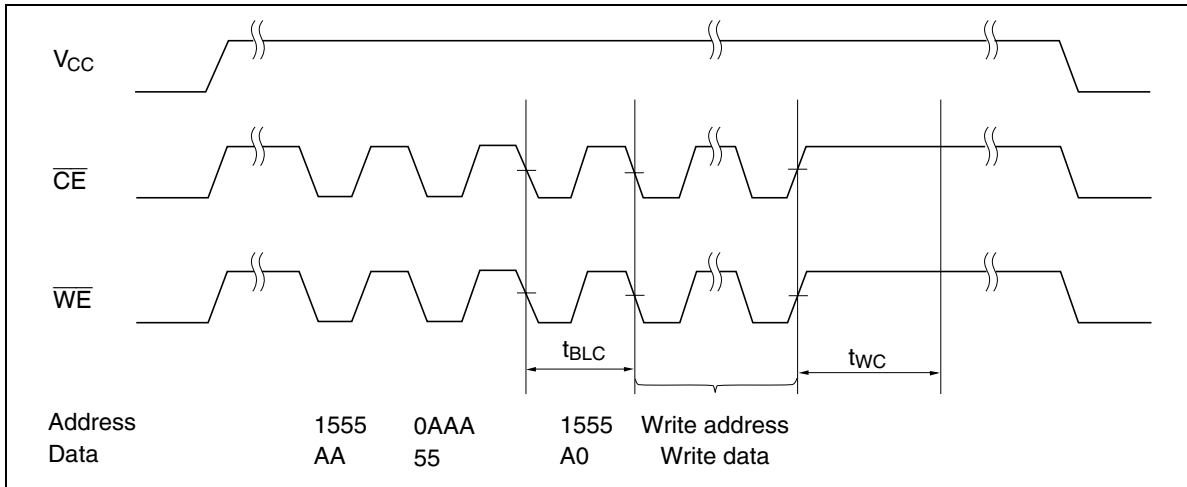 VCC
CE
WE
tBLC
tWC
Address 1555 0AAA 1555 Write address
Data AA 55 A0 Write data